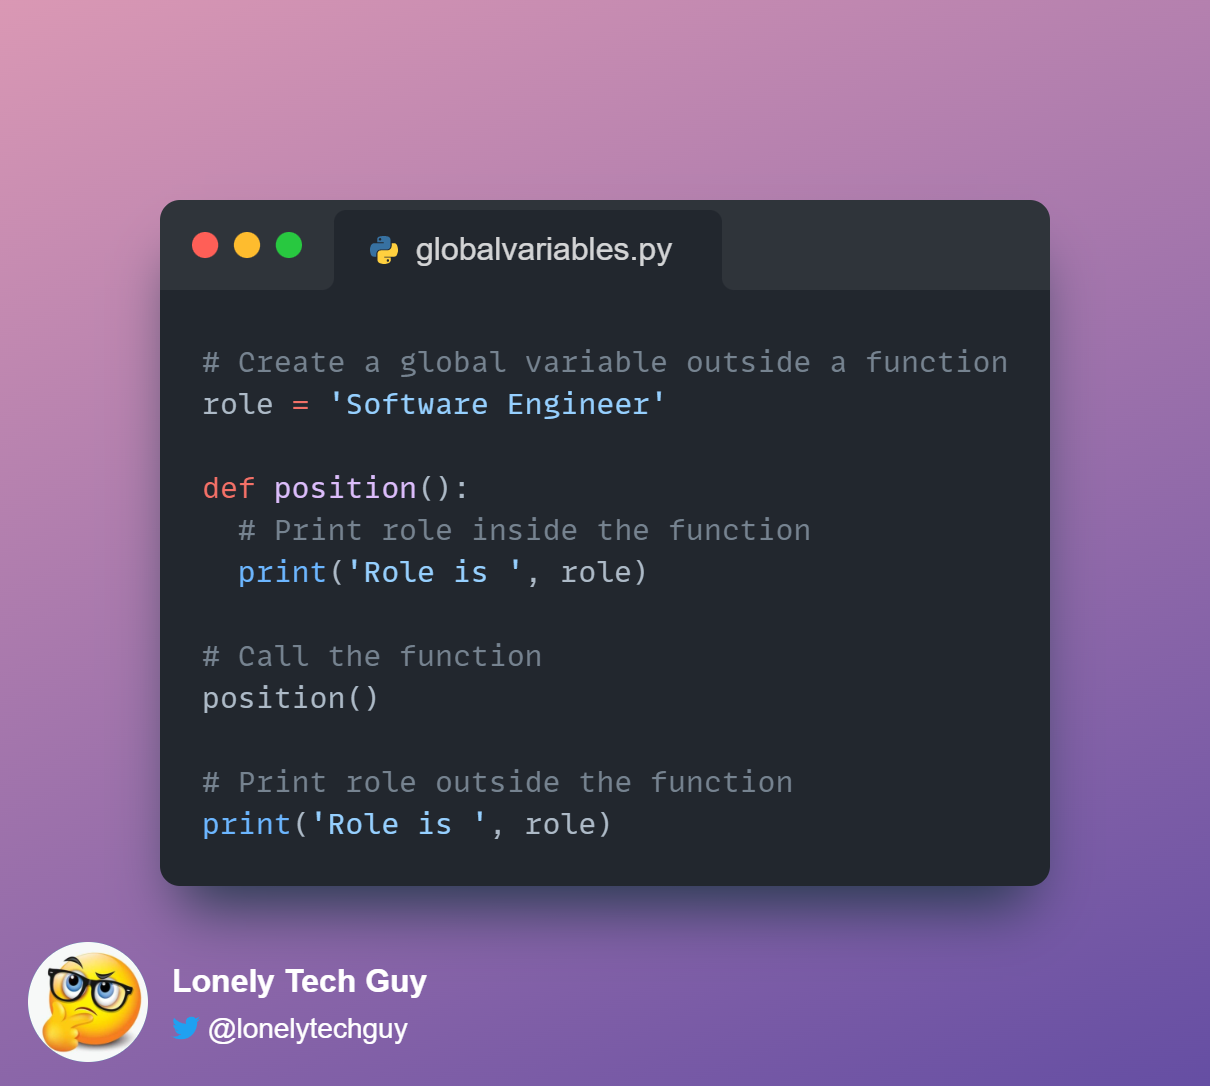 globalvariables.py
# Create a global variable outside a function
role = 'Software Engineer'
def position():
  # Print role inside the function
  print('Role is ', role)
# Call the function
position()
# Print role outside the function
print('Role is ', role)
Lonely Tech Guy
@lonelytechguy